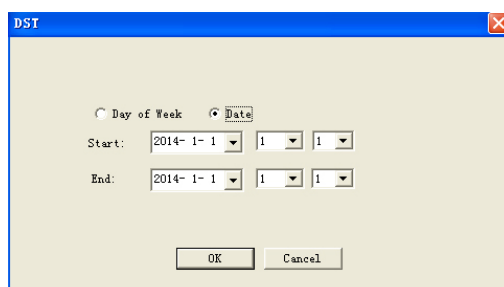 DST
Day of Week Date
Start: 2014- 1- 1 1 1
End: 2014- 1- 1 1 1
OK Cancel